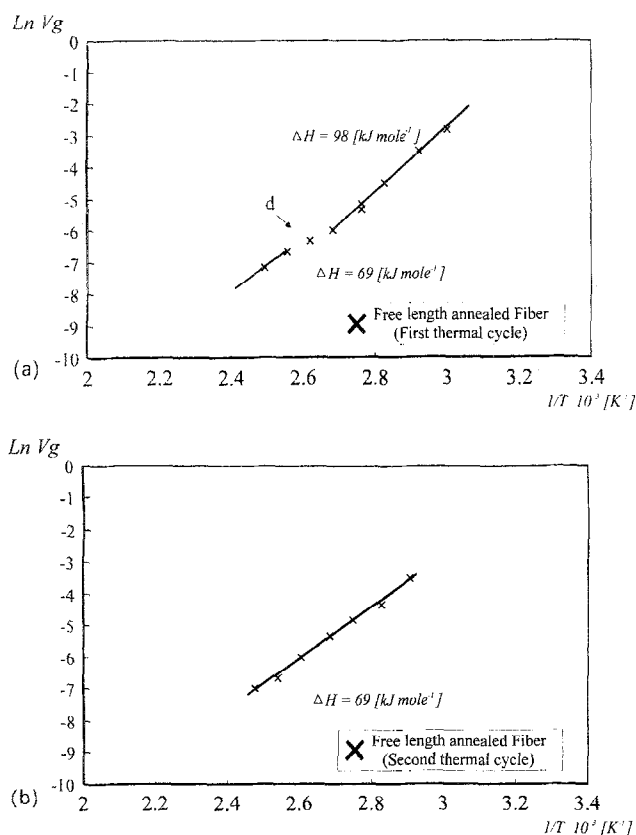 Ln Vg
0
-1
-2
-3
-4
-5
-6
-7
-8
-9
-10
ΔH = 98 [kJ mole⁻¹]
d
ΔH = 69 [kJ mole⁻¹]
Free length annealed Fiber
(First thermal cycle)
(a)
2 2.2 2.4 2.6 2.8 3 3.2 3.4
1/T 10³ [K⁻¹]
Ln Vg
0
-1
-2
-3
-4
-5
-6
-7
-8
-9
-10
ΔH = 69 [kJ mole⁻¹]
Free length annealed Fiber
(Second thermal cycle)
(b)
2 2.2 2.4 2.6 2.8 3 3.2 3.4
1/T 10³ [K⁻¹]